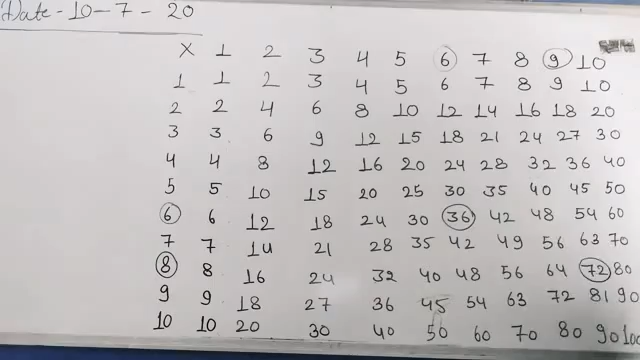 Date - 10 - 7 - 20
X 1 2 3 4 5 6 7 8 9 10
1 1 2 3 4 5 6 7 8 9 10
2 2 4 6 8 10 12 14 16 18 20
3 3 6 9 12 15 18 21 24 27 30
4 4 8 12 16 20 24 28 32 36 40
5 5 10 15 20 25 30 35 40 45 50
6 6 12 18 24 30 36 42 48 54 60
7 7 14 21 28 35 42 49 56 63 70
8 8 16 24 32 40 48 56 64 72 80
9 9 18 27 36 45 54 63 72 81 90
10 10 20 30 40 50 60 70 80 90 100